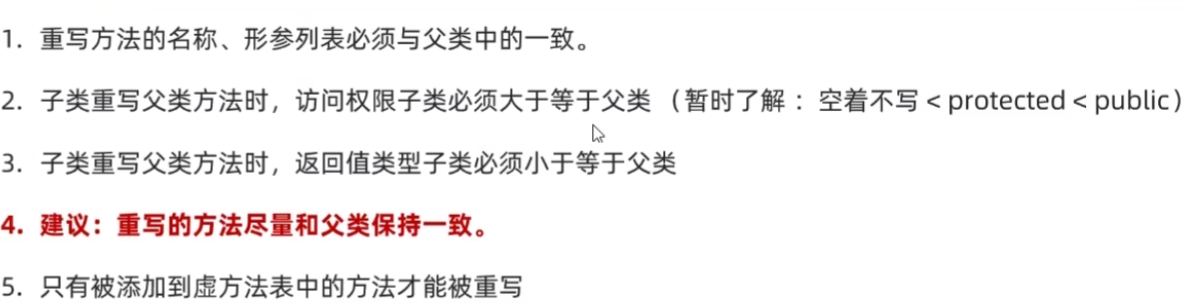 1. 重写方法的名称、形参列表必须与父类中的一致。
2. 子类重写父类方法时，访问权限子类必须大于等于父类 （暂时了解 ：空着不写 < protected < public）
3. 子类重写父类方法时，返回值类型子类必须小于等于父类
4. 建议：重写的方法尽量和父类保持一致。
5. 只有被添加到虚方法表中的方法才能被重写